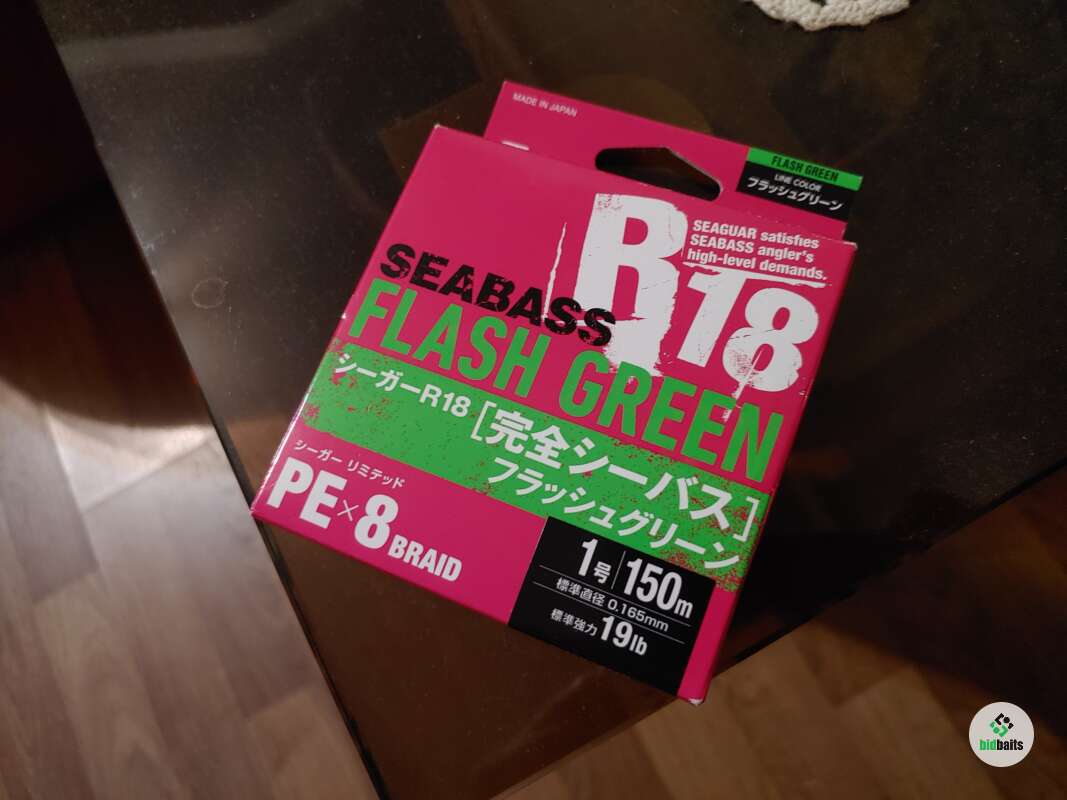 MADE IN JAPAN
FLASH GREEN
LINE COLOR
フラッシュグリーン
R18
SEAGUAR satisfies
SEABASS angler's
high-level demands.
SEABASS
FLASH GREEN
シーガーR18 [完全シーバス]
フラッシュグリーン
シーガー リミテッド
PE×8 BRAID
1号 150m
標準直径 0.165mm
標準強力 19lb
bidbaits